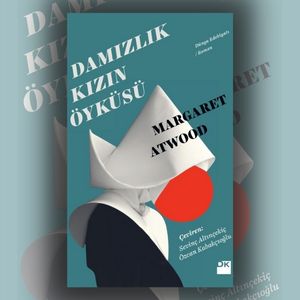 DAMIZLIK
KIZIN
ÖYKÜSÜ
Dünya Edebiyatı
/ Roman
MARGARET
ATWOOD
Çeviren:
Sevinç Altınçekiç
Özcan Kabakçıoğlu
DK